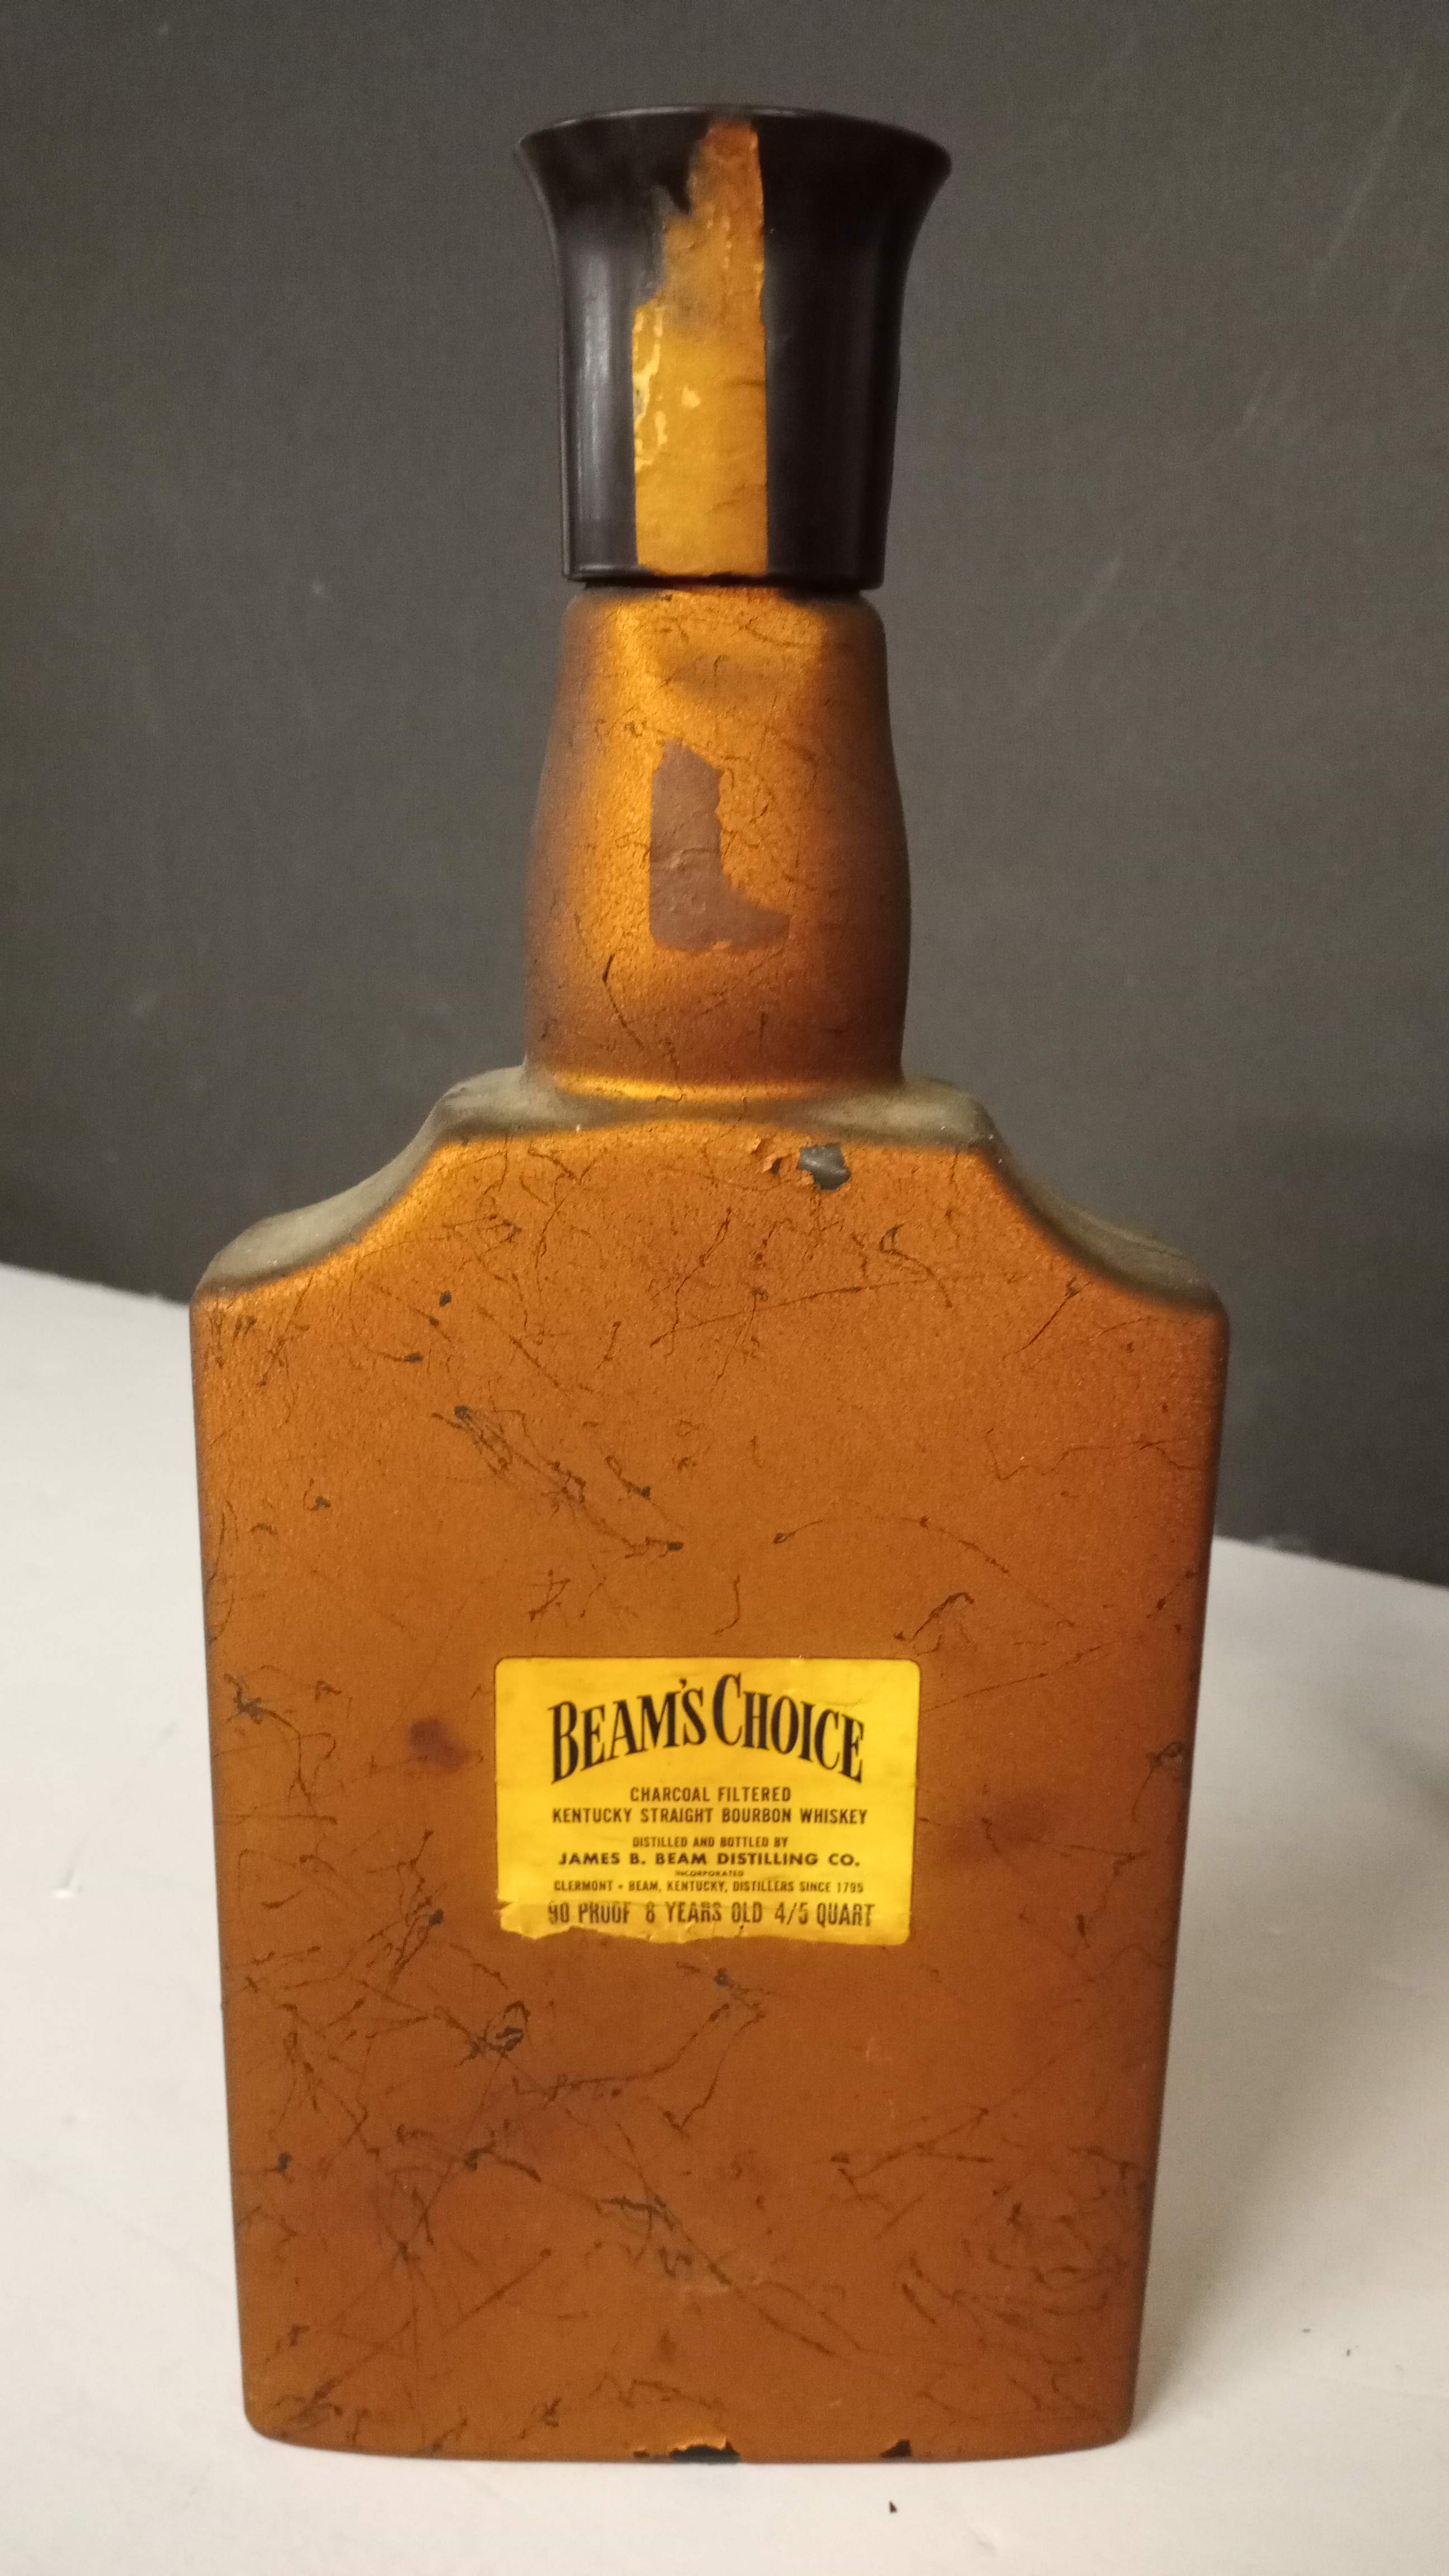 BEAM'S CHOICE
CHARCOAL FILTERED
KENTUCKY STRAIGHT BOURBON WHISKEY
DISTILLED AND BOTTLED BY
JAMES B. BEAM DISTILLING CO.
INCORPORATED
CLERMONT - BEAM, KENTUCKY, DISTILLERS SINCE 1795
90 PROOF 8 YEARS OLD 4/5 QUART